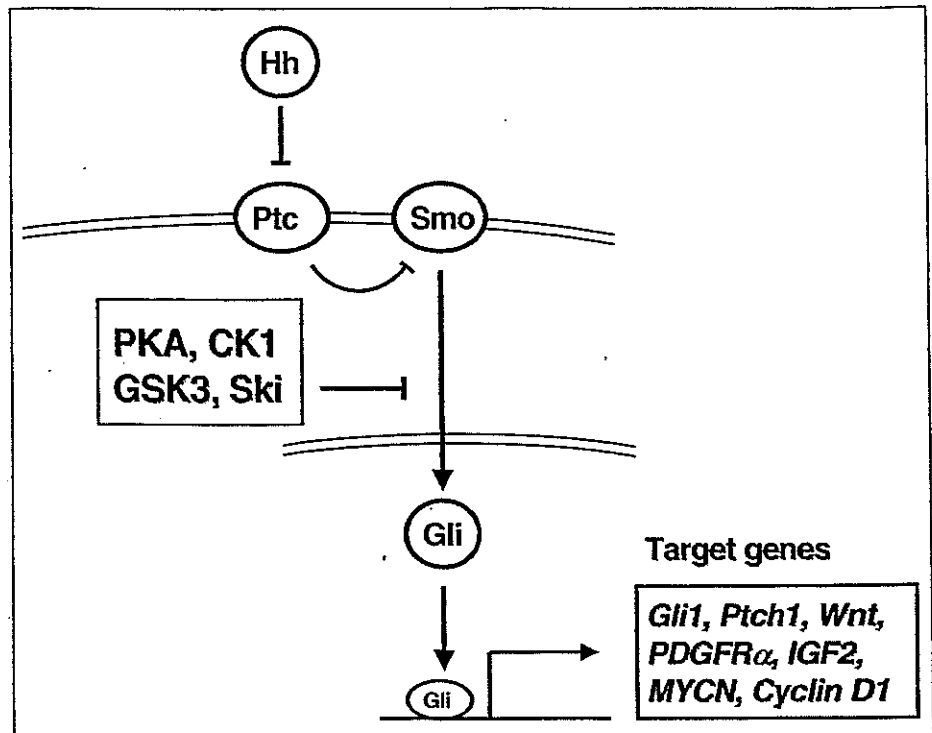 Hh
Ptc
Smo
PKA, CK1
GSK3, Ski
Gli
Target genes
Gli1, Ptch1, Wnt,
PDGFRα, IGF2,
MYCN, Cyclin D1
Gli